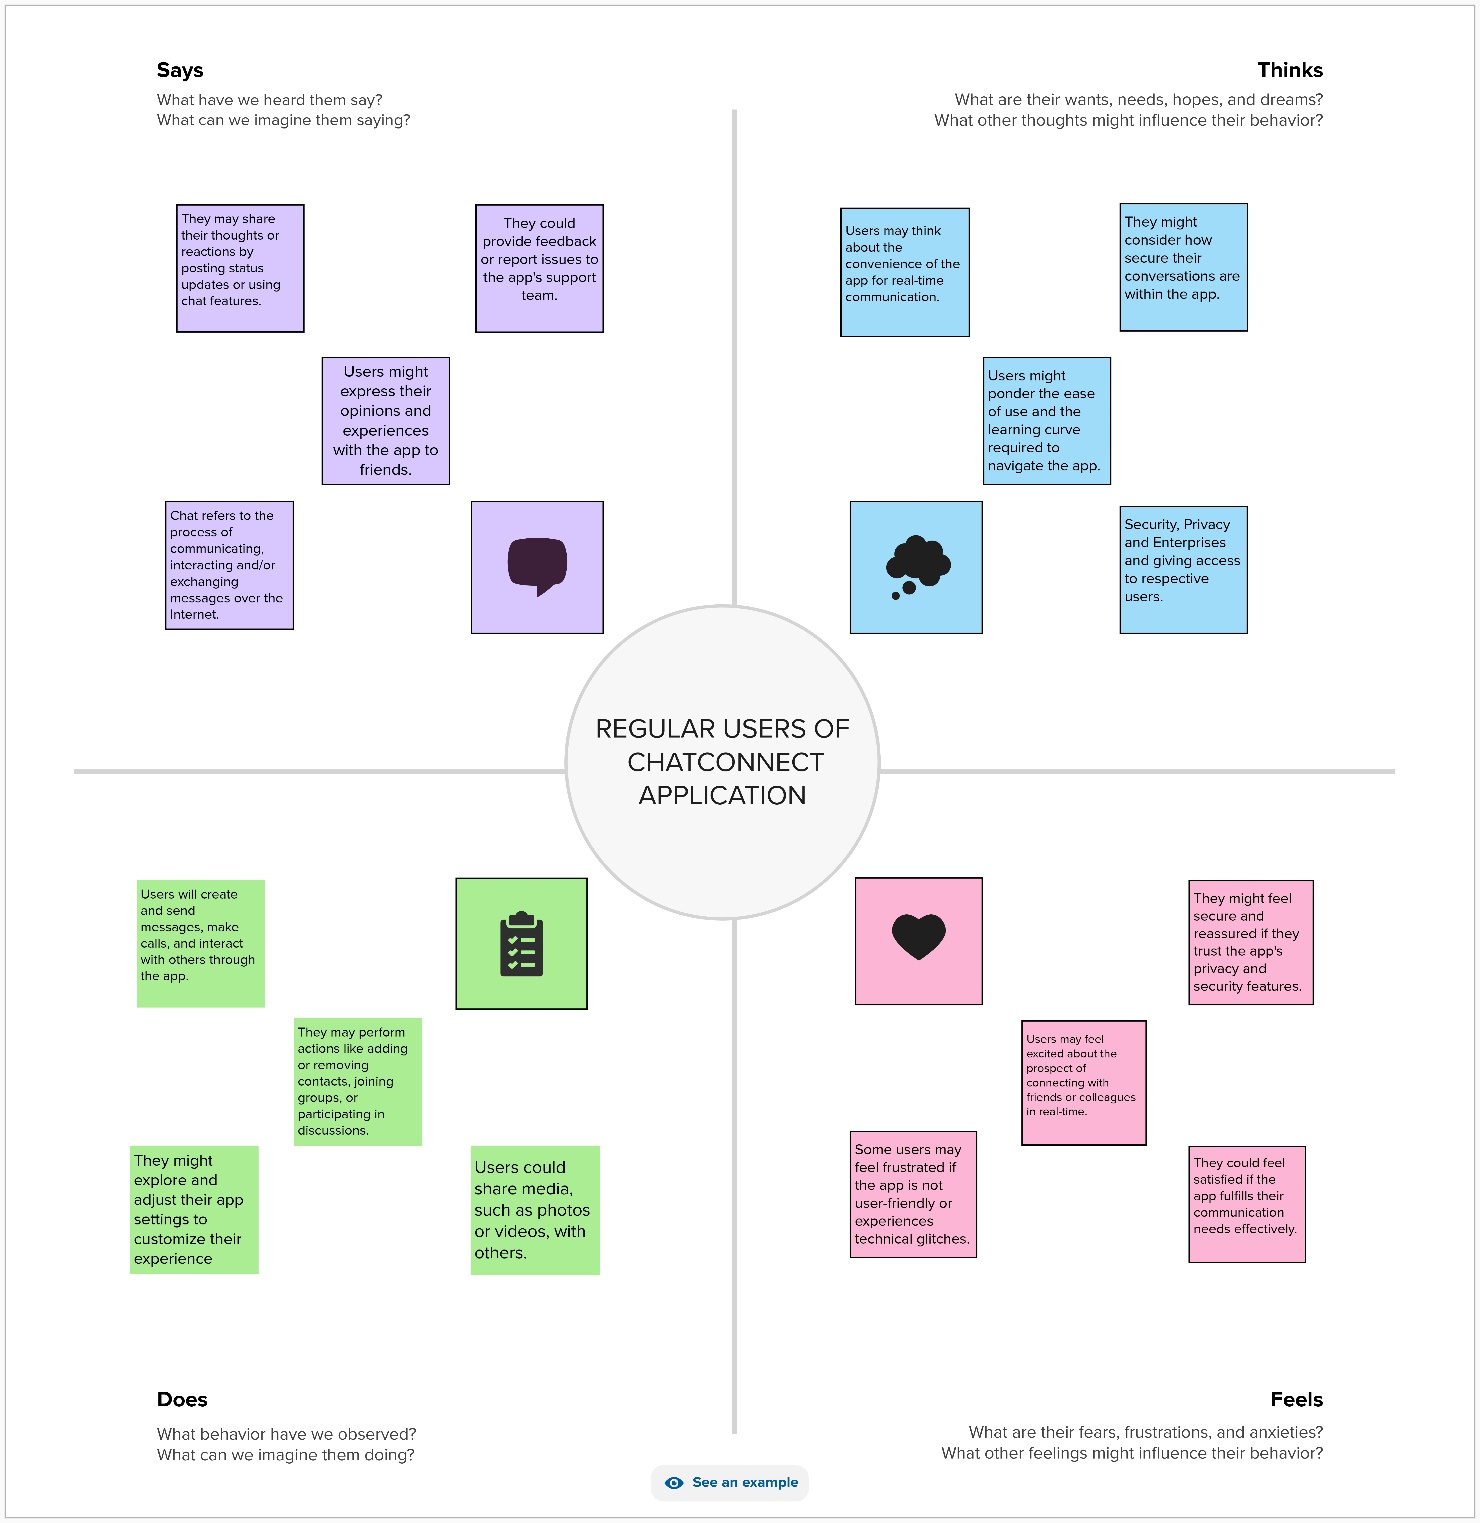 Says
What have we heard them say?
What can we imagine them saying?
Thinks
What are their wants, needs, hopes, and dreams?
What other thoughts might influence their behavior?
They may share
their thoughts or
reactions by
posting status
updates or using
chat features.
They could
provide feedback
or report issues to
the app's support
team.
Users might
express their
opinions and
experiences
with the app to
friends.
Chat refers to the
process of
communicating,
interacting and/or
exchanging
messages over the
Internet.
Users may think
about the
convenience of the
app for real-time
communication.
They might
consider how
secure their
conversations are
within the app.
Users might
ponder the ease
of use and the
learning curve
required to
navigate the app.
Security, Privacy
and Enterprises
and giving access
to respective
users.
REGULAR USERS OF
CHATCONNECT
APPLICATION
Users will create
and send
messages, make
calls, and interact
with others through
the app.
They may perform
actions like adding
or removing
contacts, joining
groups, or
participating in
discussions.
They might
explore and
adjust their app
settings to
customize their
experience
Users could
share media,
such as photos
or videos, with
others.
They might feel
secure and
reassured if they
trust the app's
privacy and
security features.
Users may feel
excited about the
prospect of
connecting with
friends or colleagues
in real-time.
Some users may
feel frustrated if
the app is not
user-friendly or
experiences
technical glitches.
They could feel
satisfied if the
app fulfills their
communication
needs effectively.
Does
What behavior have we observed?
What can we imagine them doing?
Feels
What are their fears, frustrations, and anxieties?
What other feelings might influence their behavior?
See an example